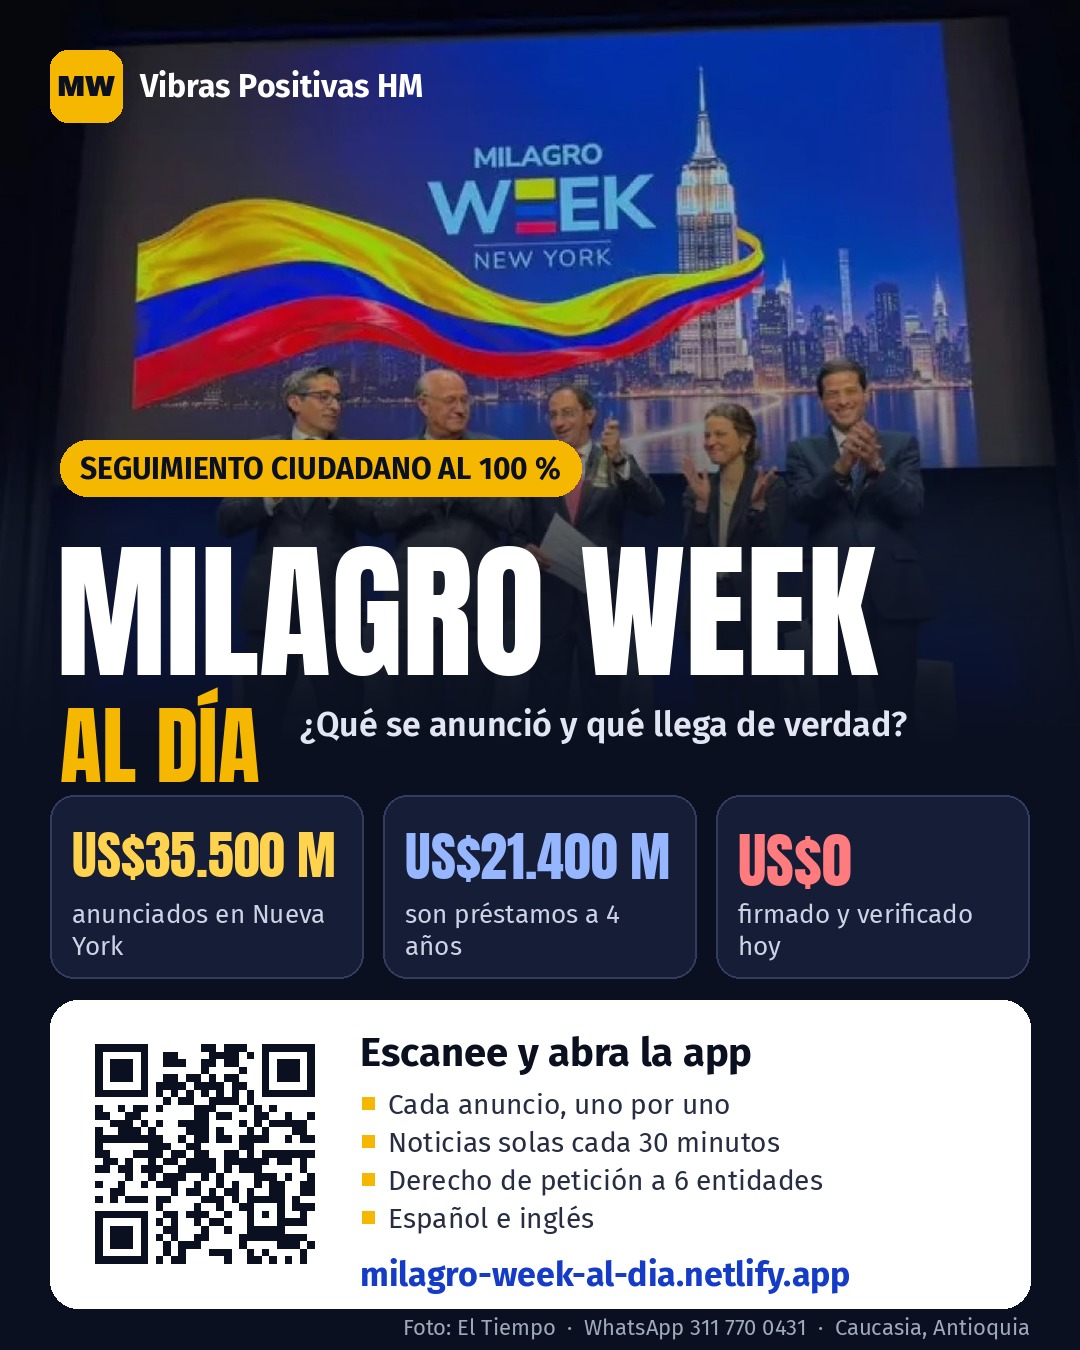 MW Vibras Positivas HM
MILAGRO
WEEK
NEW YORK
SEGUIMIENTO CIUDADANO AL 100 %
MILAGRO WEEK
AL DÍA
¿Qué se anunció y qué llega de verdad?
US$35.500 M
anunciados en Nueva
York
US$21.400 M
son préstamos a 4
años
US$0
firmado y verificado
hoy
Escanee y abra la app
Cada anuncio, uno por uno
Noticias solas cada 30 minutos
Derecho de petición a 6 entidades
Español e inglés
milagro-week-al-dia.netlify.app
Foto: El Tiempo · WhatsApp 311 770 0431 · Caucasia, Antioquia